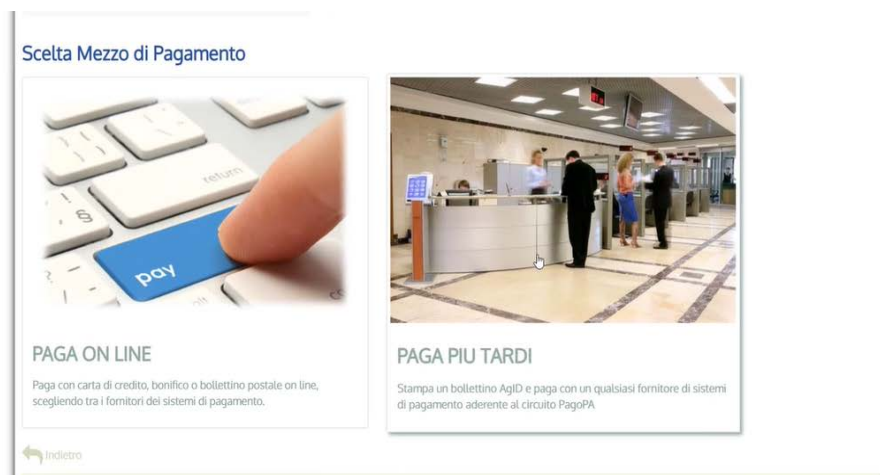 Scelta Mezzo di Pagamento
return
§
pay
PAGA ON LINE
Paga con carta di credito, bonifico o bollettino postale on line,
scegliendo tra i fornitori dei sistemi di pagamento.
PAGA PIU TARDI
Stampa un bollettino AgID e paga con un qualsiasi fornitore di sistemi
di pagamento aderente al circuito PagoPA
Indietro